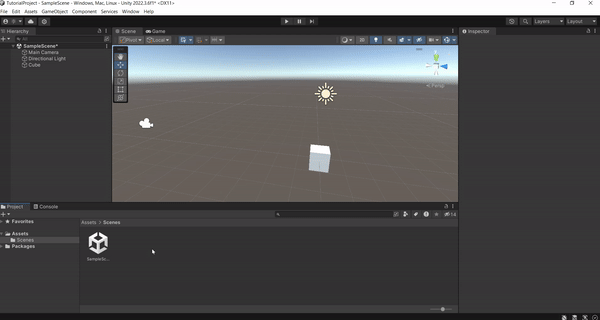 TutorialProject - SampleScene - Windows, Mac, Linux - Unity 2022.3.6f1* <DX11>
File Edit Assets GameObject Component Services Window Help
Layers Layout
Hierarchy Scene Game Inspector
All
Pivot Local 2D
SampleScene*
Main Camera
Directional Light
Cube
y
Persp
Project Console
14
Favorites
Assets > Scenes
Assets
Scenes
Packages
SampleSc...